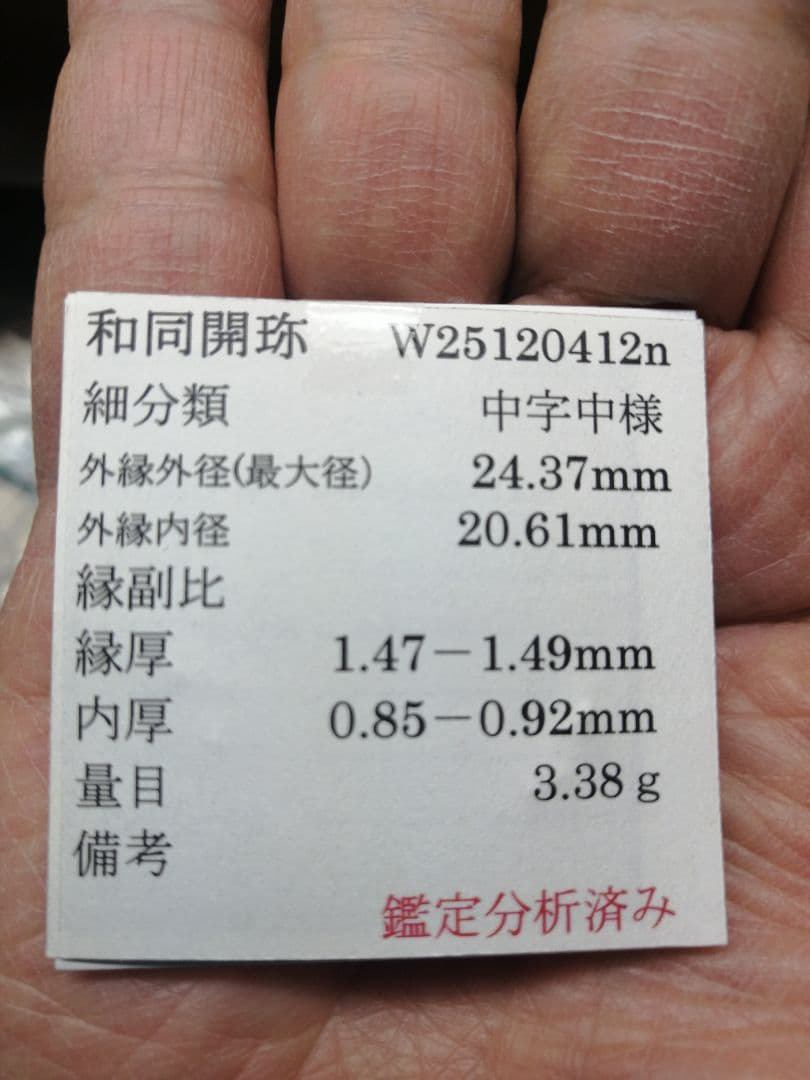 和同開珎 W25120412n
細分類 中字中様
外縁外径(最大径) 24.37mm
外縁内径 20.61mm
縁副比
縁厚 1.47－1.49mm
内厚 0.85－0.92mm
量目 3.38ｇ
備考
鑑定分析済み